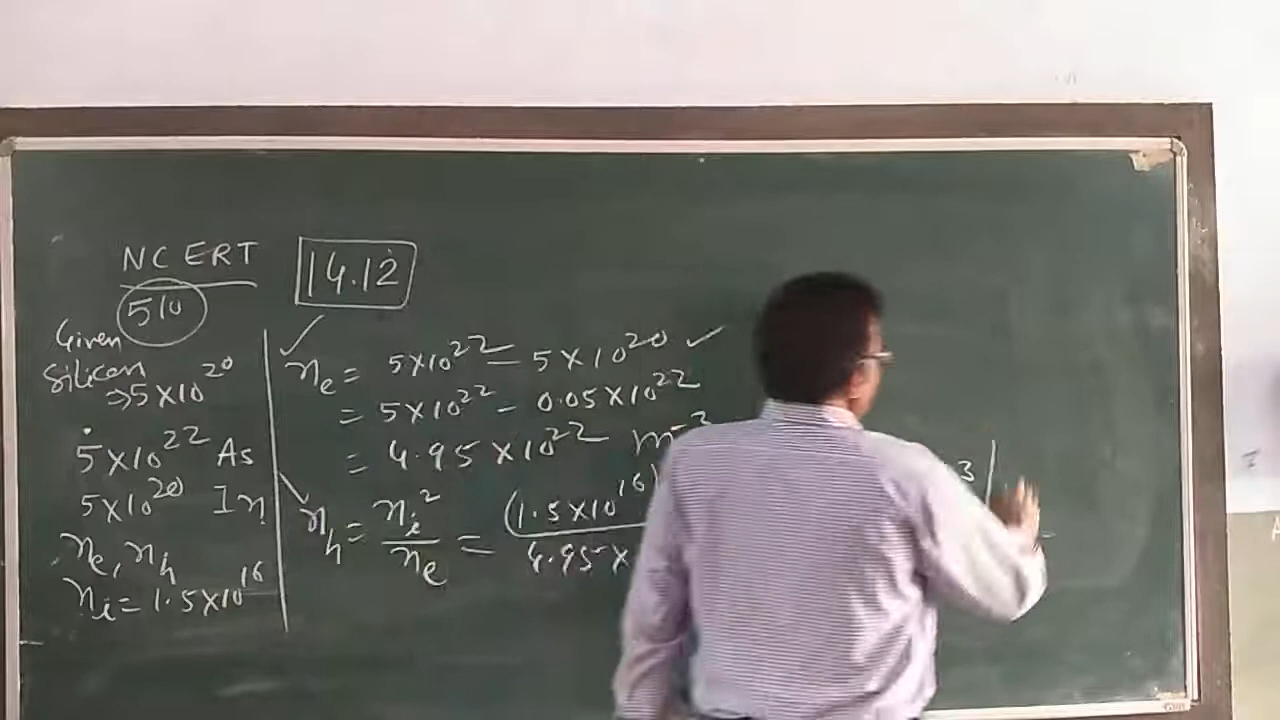 NCERT 14.12
510
Given
Silicon
⇒ 5×10²⁰
5×10²² As
5×10²⁰ In
nₑ, nₕ
nᵢ = 1.5×10¹⁶
nₑ = 5×10²² = 5×10²⁰ ✓
= 5×10²² - 0.05×10²²
= 4.95×10²² m⁻³
nₕ = nᵢ²/nₑ = (1.5×10¹⁶)/4.95×
3